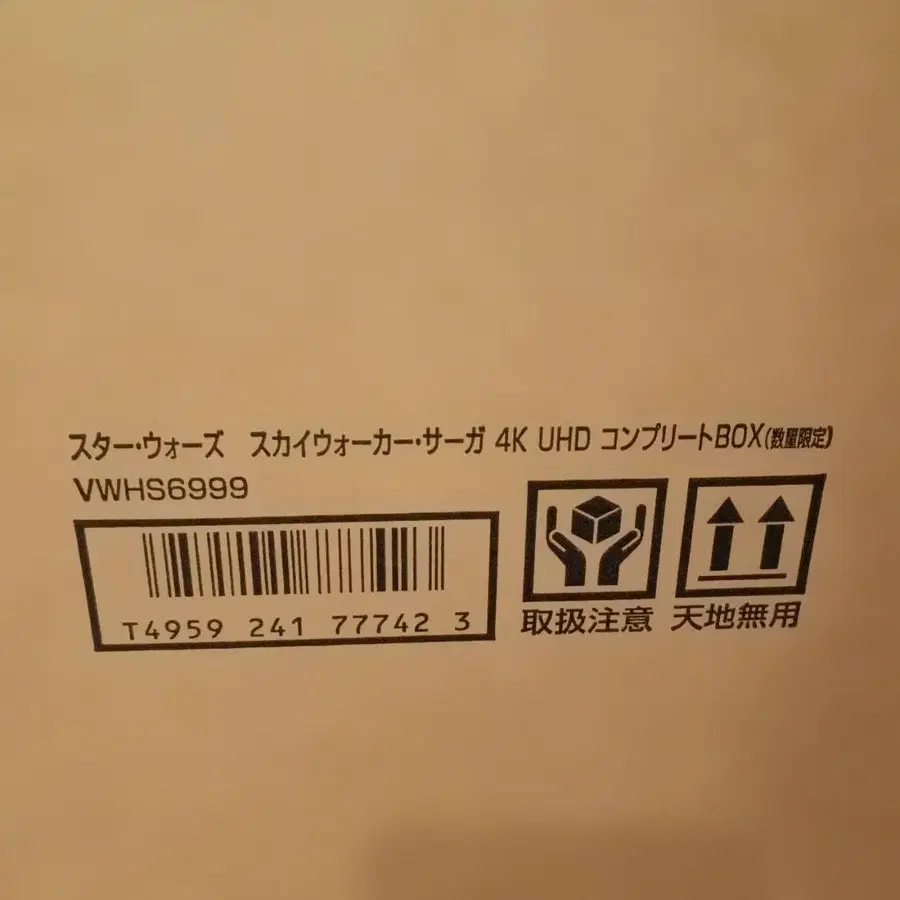 スター・ウォーズ　スカイウォーカー・サーガ 4K UHD コンプリートBOX(数量限定)
VWHS6999
T4959 241 77742 3
取扱注意 天地無用